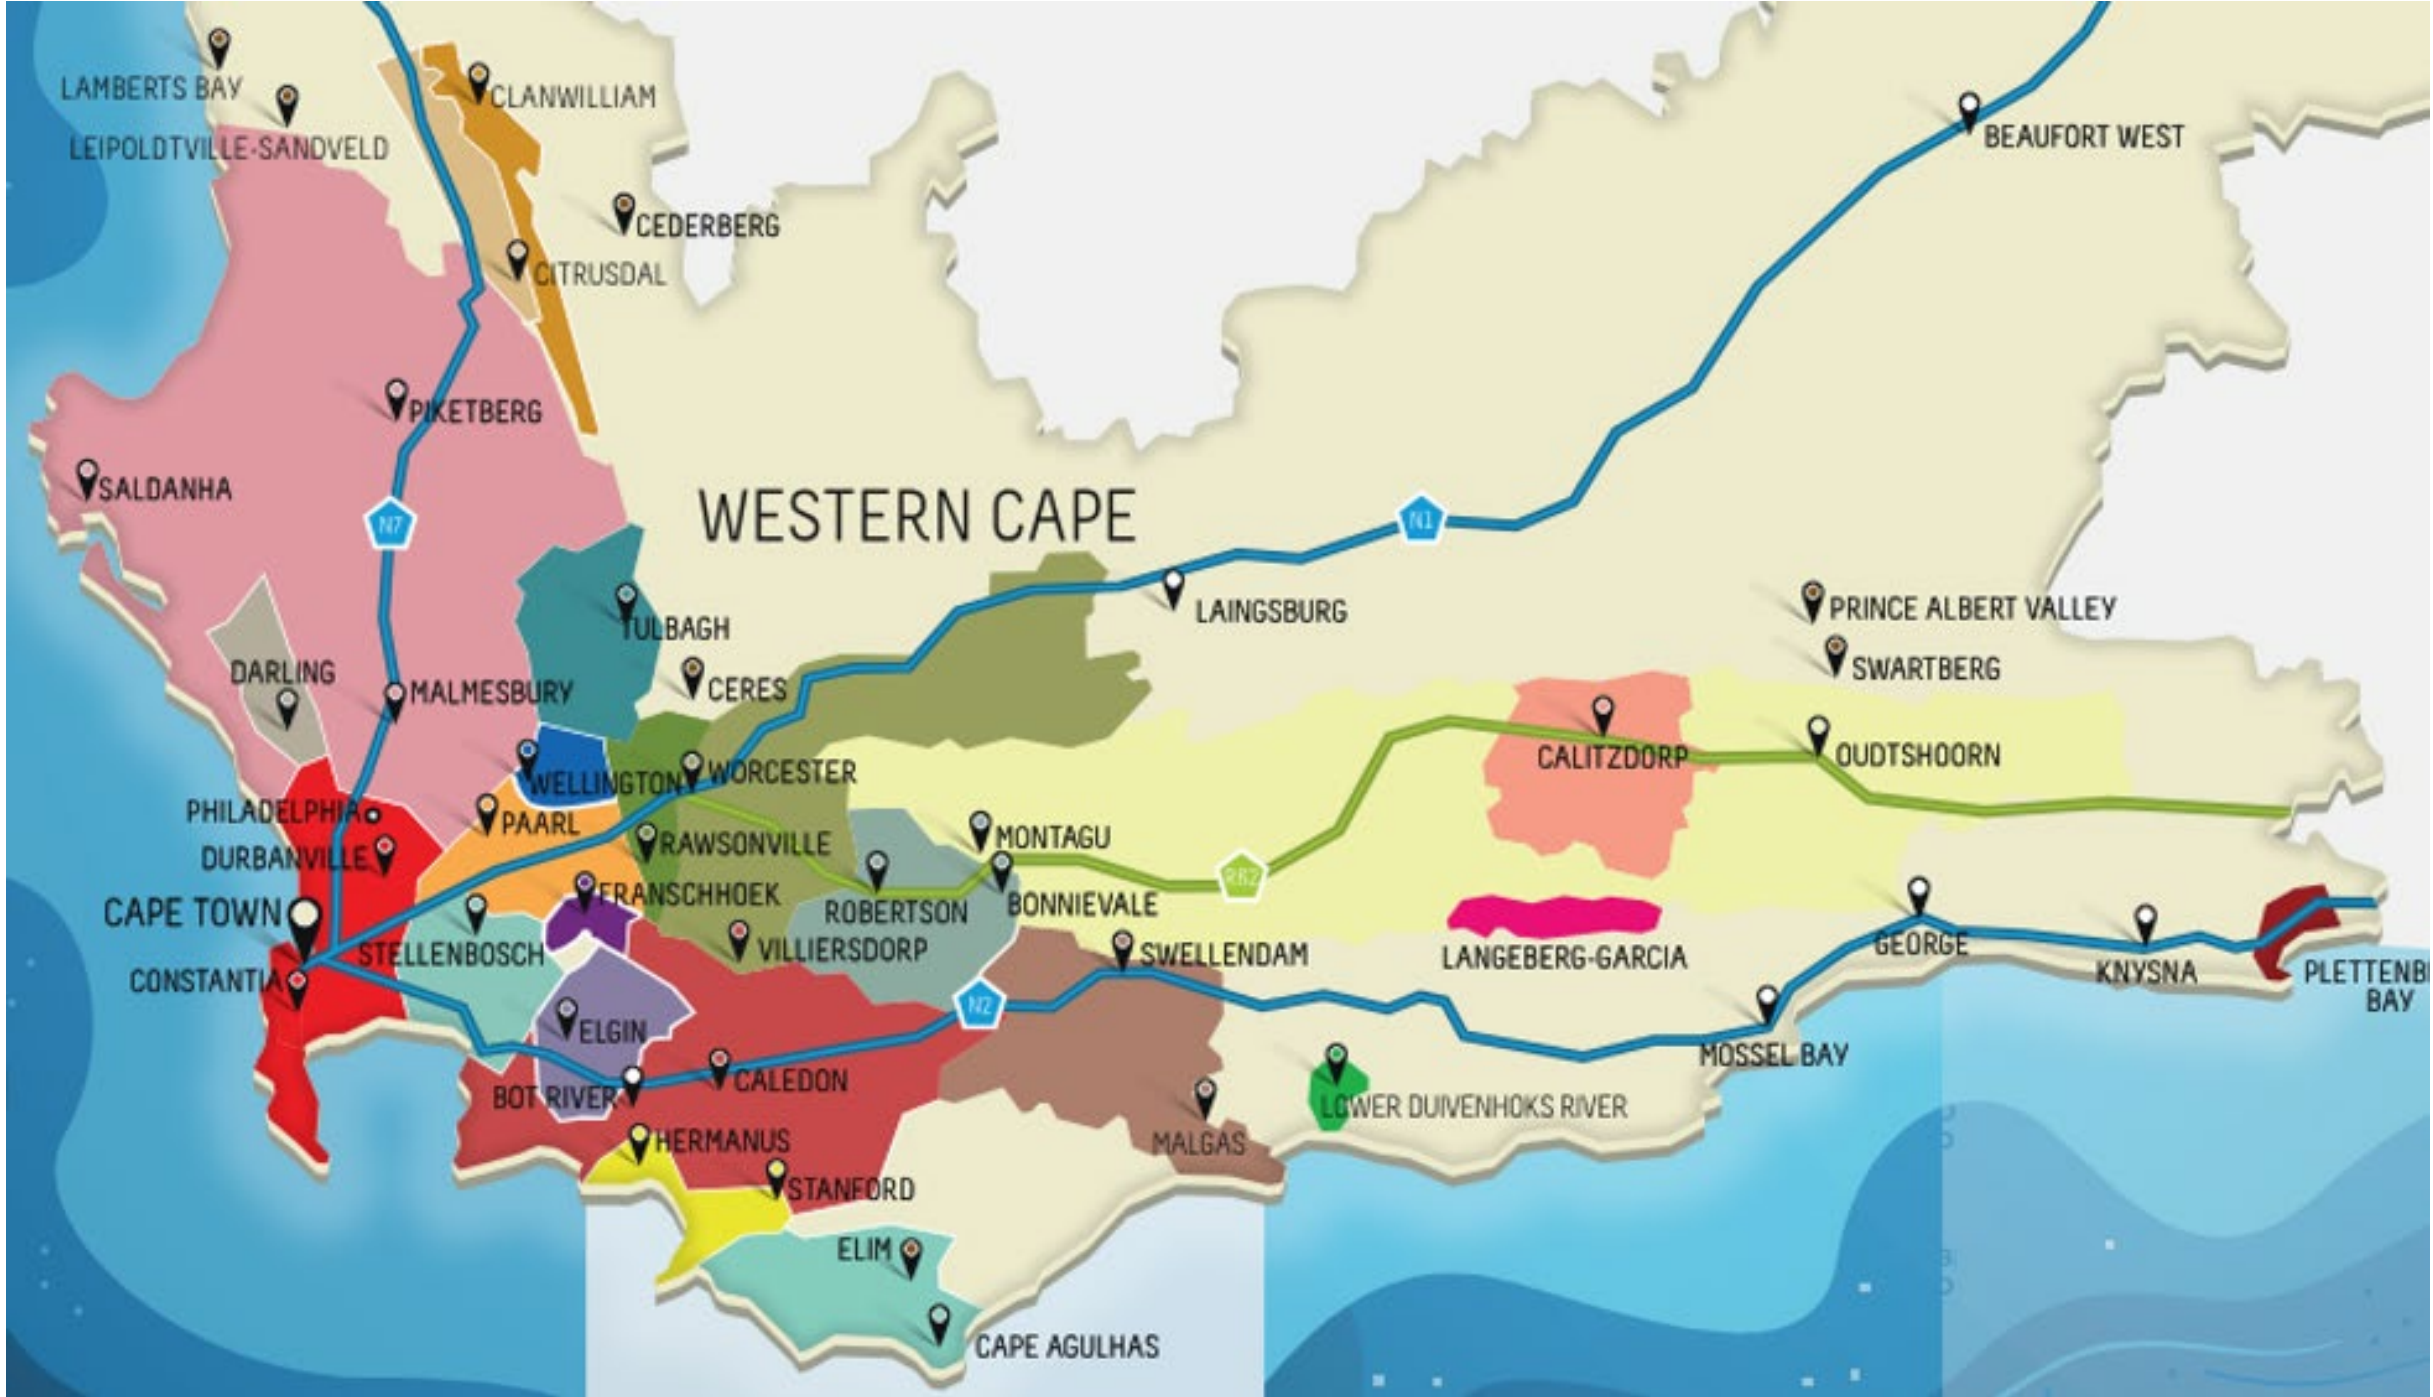 LAMBERTS BAY
CLANWILLIAM
LEIPOLDTVILLE-SANDVELD
BEAUFORT WEST
CEDERBERG
CITRUSDAL
PIKETBERG
SALDANHA
N7
WESTERN CAPE
N1
LAINGSBURG
PRINCE ALBERT VALLEY
TULBAGH
SWARTBERG
DARLING
MALMESBURY
CERES
CALITZDORP
OUDTSHOORN
WELLINGTON
WORCESTER
PHILADELPHIA
PAARL
RAWSONVILLE
MONTAGU
DURBANVILLE
R62
FRANSCHHOEK
ROBERTSON
BONNIEVALE
CAPE TOWN
STELLENBOSCH
VILLIERSDORP
SWELLENDAM
LANGEBERG-GARCIA
GEORGE
KNYSNA
PLETTENB
BAY
CONSTANTIA
N2
ELGIN
MOSSEL BAY
CALEDON
BOT RIVER
LOWER DUIVENHOKS RIVER
HERMANUS
MALGAS
STANFORD
ELIM
CAPE AGULHAS